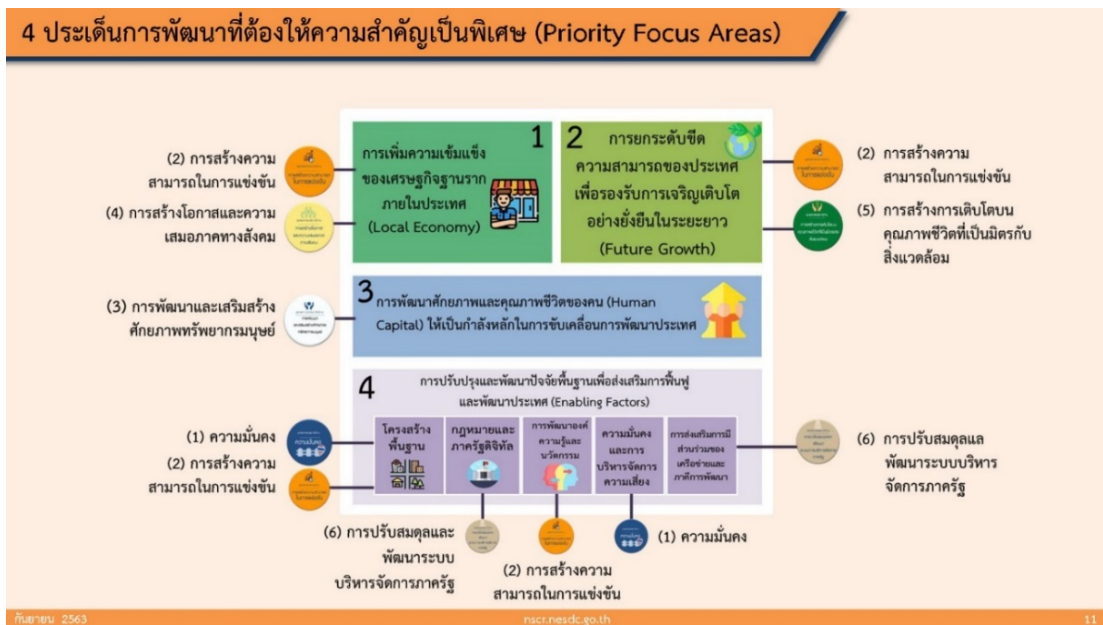 4 ประเด็นการพัฒนาที่ต้องให้ความสำคัญเป็นพิเศษ (Priority Focus Areas)
(2) การสร้างความ
สามารถในการแข่งขัน
(4) การสร้างโอกาสและความ
เสมอภาคทางสังคม
1
การเพิ่มความเข้มแข็ง
ของเศรษฐกิจฐานราก
ภายในประเทศ
(Local Economy)
2
การยกระดับขีด
ความสามารถของประเทศ
เพื่อรองรับการเจริญเติบโต
อย่างยั่งยืนในระยะยาว
(Future Growth)
(2) การสร้างความ
สามารถในการแข่งขัน
(5) การสร้างการเติบโตบน
คุณภาพชีวิตที่เป็นมิตรกับ
สิ่งแวดล้อม
(3) การพัฒนาและเสริมสร้าง
ศักยภาพทรัพยากรมนุษย์
3
การพัฒนาศักยภาพและคุณภาพชีวิตของคน (Human
Capital) ให้เป็นกำลังหลักในการขับเคลื่อนการพัฒนาประเทศ
4
การปรับปรุงและพัฒนาปัจจัยพื้นฐานเพื่อส่งเสริมการฟื้นฟู
และพัฒนาประเทศ (Enabling Factors)
(1) ความมั่นคง
(2) การสร้างความ
สามารถในการแข่งขัน
โครงสร้าง
พื้นฐาน
กฎหมายและ
ภาครัฐดิจิทัล
การพัฒนาองค์
ความรู้และ
นวัตกรรม
ความมั่นคง
และการ
บริหารจัดการ
ความเสี่ยง
การส่งเสริมการมี
ส่วนร่วมของ
เครือข่ายและ
ภาคีการพัฒนา
(6) การปรับสมดุลแล
พัฒนาระบบบริหาร
จัดการภาครัฐ
(6) การปรับสมดุลและ
พัฒนาระบบ
บริหารจัดการภาครัฐ
(2) การสร้างความ
สามารถในการแข่งขัน
(1) ความมั่นคง
กันยายน 2563
nscr.nesdc.go.th
11